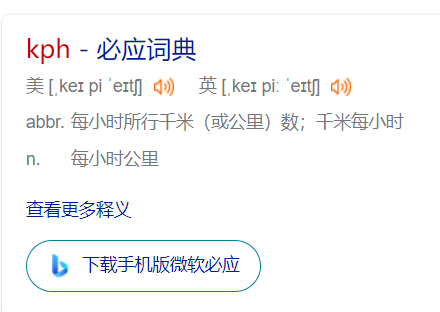 kph - 必应词典
美 [ˌkeɪ pi ˈeɪtʃ] 英 [ˌkeɪ piː ˈeɪtʃ]
abbr. 每小时所行千米（或公里）数；千米每小时
n. 每小时公里
查看更多释义
下载手机版微软必应